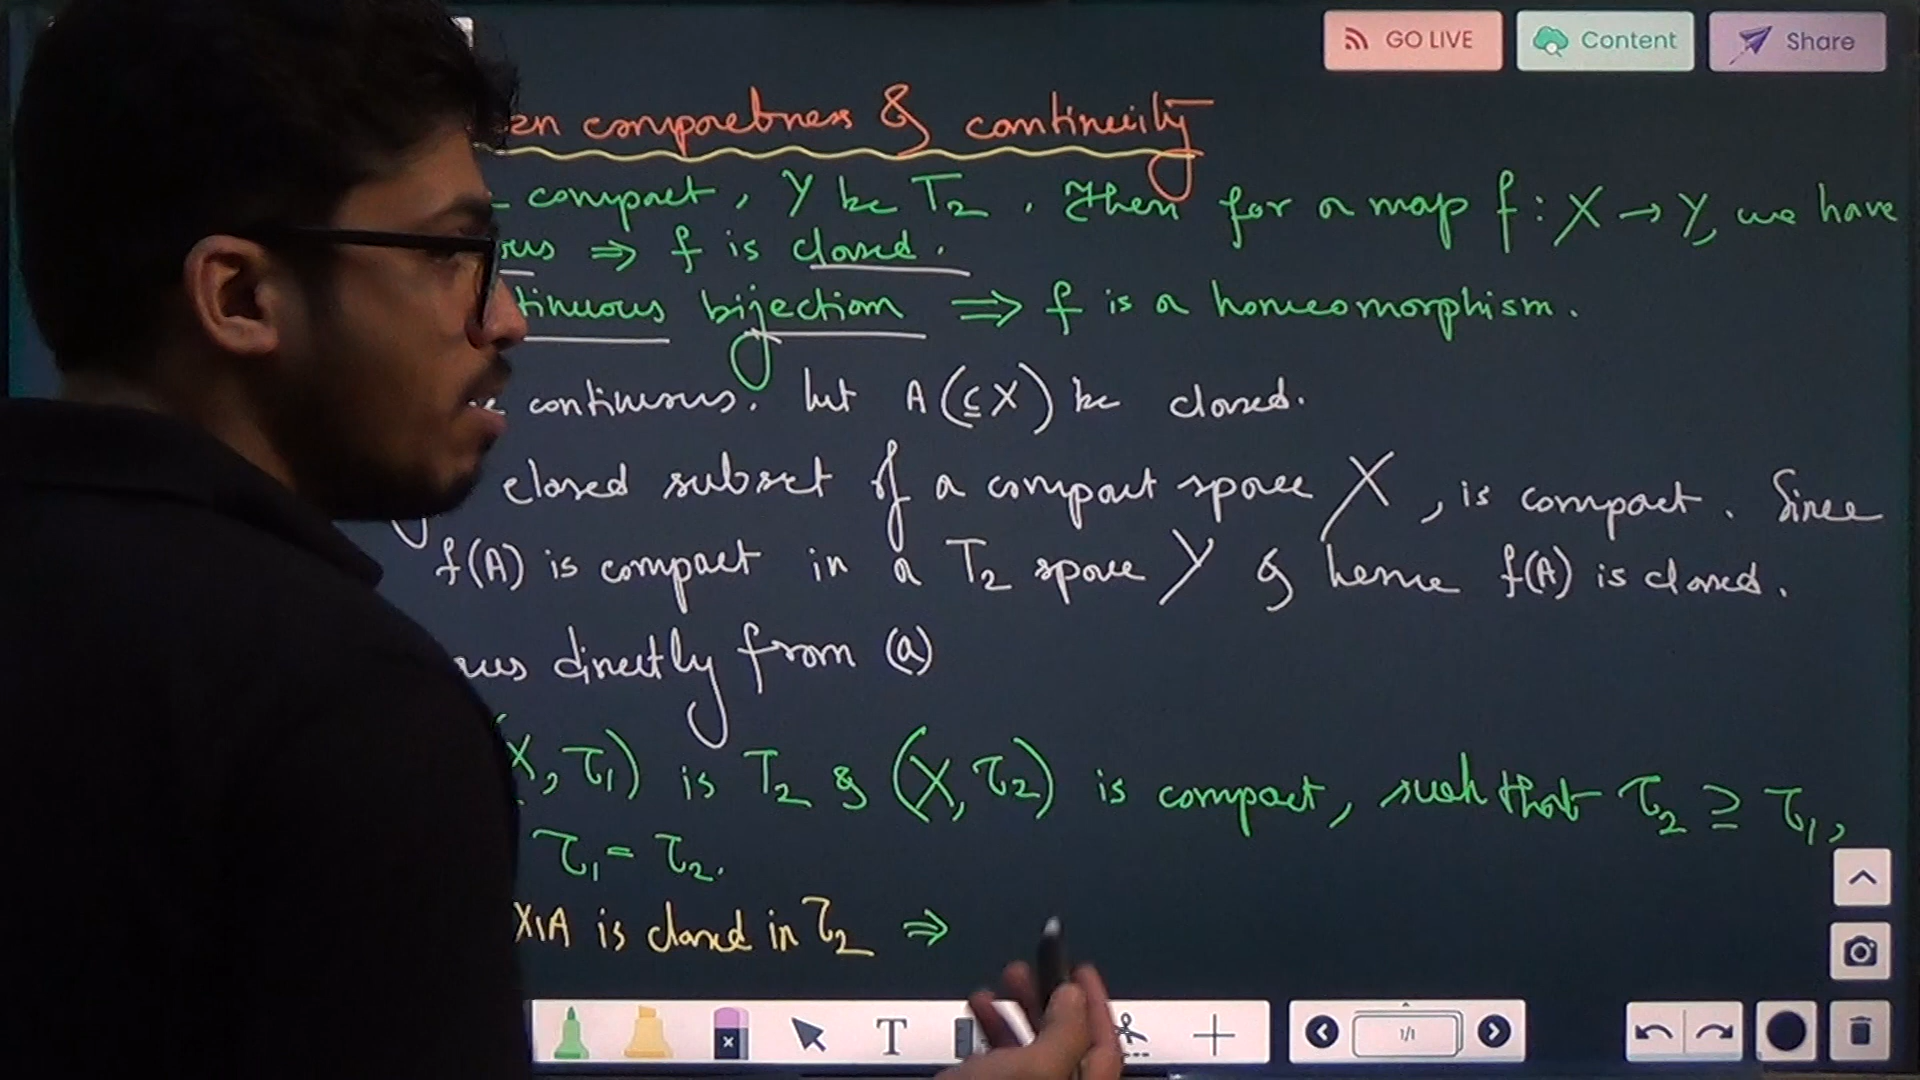 GO LIVE Content Share
en compactness & continuity
compact, Y be T₂. Then for a map f : X → Y, we have
ous ⇒ f is closed.
tinuous bijection ⇒ f is a homeomorphism.
continuous. let A (⊆ X) be closed.
closed subset of a compact space X, is compact. Since
f(A) is compact in a T₂ space Y & hence f(A) is closed.
ows directly from (a)
X, τ₁) is T₂ & (X, τ₂) is compact, such that τ₂ ⊇ τ₁,
τ₁ = τ₂.
X\A is closed in τ₂ ⇒
T 1/1